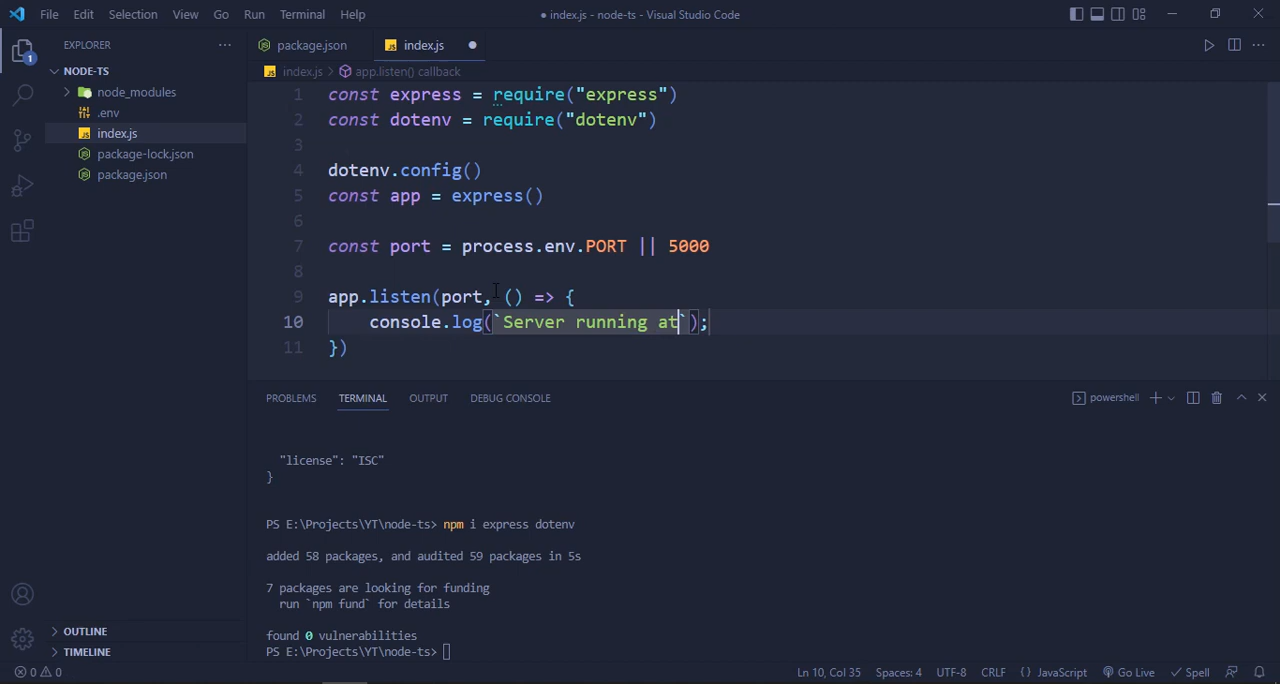 File Edit Selection View Go Run Terminal Help
● index.js - node-ts - Visual Studio Code
1
EXPLORER
NODE-TS
node_modules
.env
JS index.js
package-lock.json
package.json
OUTLINE
TIMELINE
package.json
JS index.js
JS index.js > app.listen() callback
1 const express = require("express")
2 const dotenv = require("dotenv")
3
4 dotenv.config()
5 const app = express()
6
7 const port = process.env.PORT || 5000
8
9 app.listen(port, () => {
10 console.log(`Server running at`);
11 })
PROBLEMS TERMINAL OUTPUT DEBUG CONSOLE
powershell
"license": "ISC"
}
PS E:\Projects\YT\node-ts> npm i express dotenv
added 58 packages, and audited 59 packages in 5s
7 packages are looking for funding
run `npm fund` for details
found 0 vulnerabilities
PS E:\Projects\YT\node-ts>
0 0
Ln 10, Col 35 Spaces: 4 UTF-8 CRLF {} JavaScript Go Live Spell